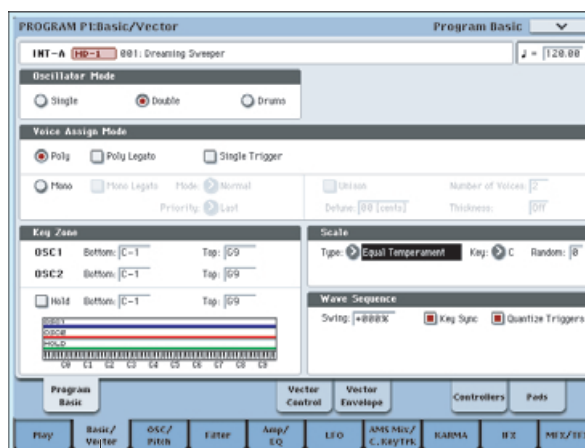 PROGRAM P1:Basic/Vector Program Basic
INT-A HD-1 001: Dreaming Sweeper ♩ = 120.00
Oscillator Mode
Single Double Drums
Voice Assign Mode
Poly Poly Legato Single Trigger
Mono Mono Legato Mode: Normal Unison Number of Voices: 2
Priority: Last Detune: 00 [cents] Thickness: Off
Key Zone
OSC1 Bottom: C-1 Top: G9
OSC2 Bottom: C-1 Top: G9
Hold Bottom: C-1 Top: G9
OSC1
OSC2
HOLD
C0 C1 C2 C3 C4 C5 C6 C7 C8 C9
Scale
Type: Equal Temperament Key: C Random: 0
Wave Sequence
Swing: +000% Key Sync Quantize Triggers
Program Basic
Vector Control
Vector Envelope
Controllers
Pads
Play
Basic/ Vector
OSC/ Pitch
Filter
Amp/ EQ
LFO
AMS Mix/ C.KeyTrk
KARMA
IFX